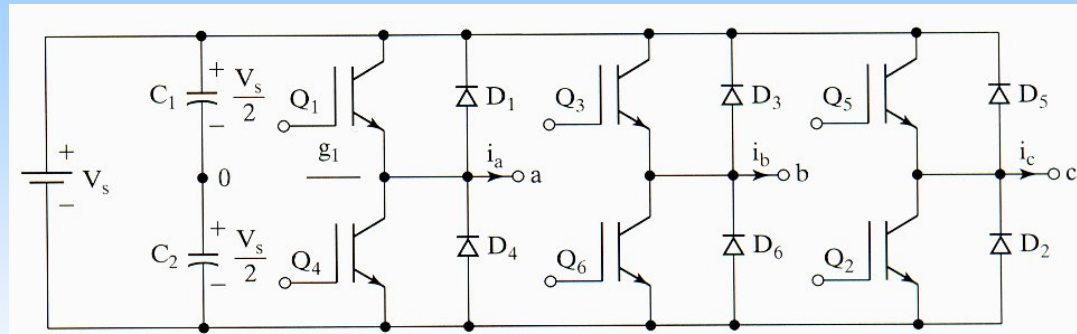 +
V_s
−
C_1
+
V_s/2
−
0
C_2
+
V_s/2
−
Q_1
g_1
Q_4
D_1
i_a
a
D_4
Q_3
Q_6
D_3
i_b
b
D_6
Q_5
Q_2
D_5
i_c
c
D_2